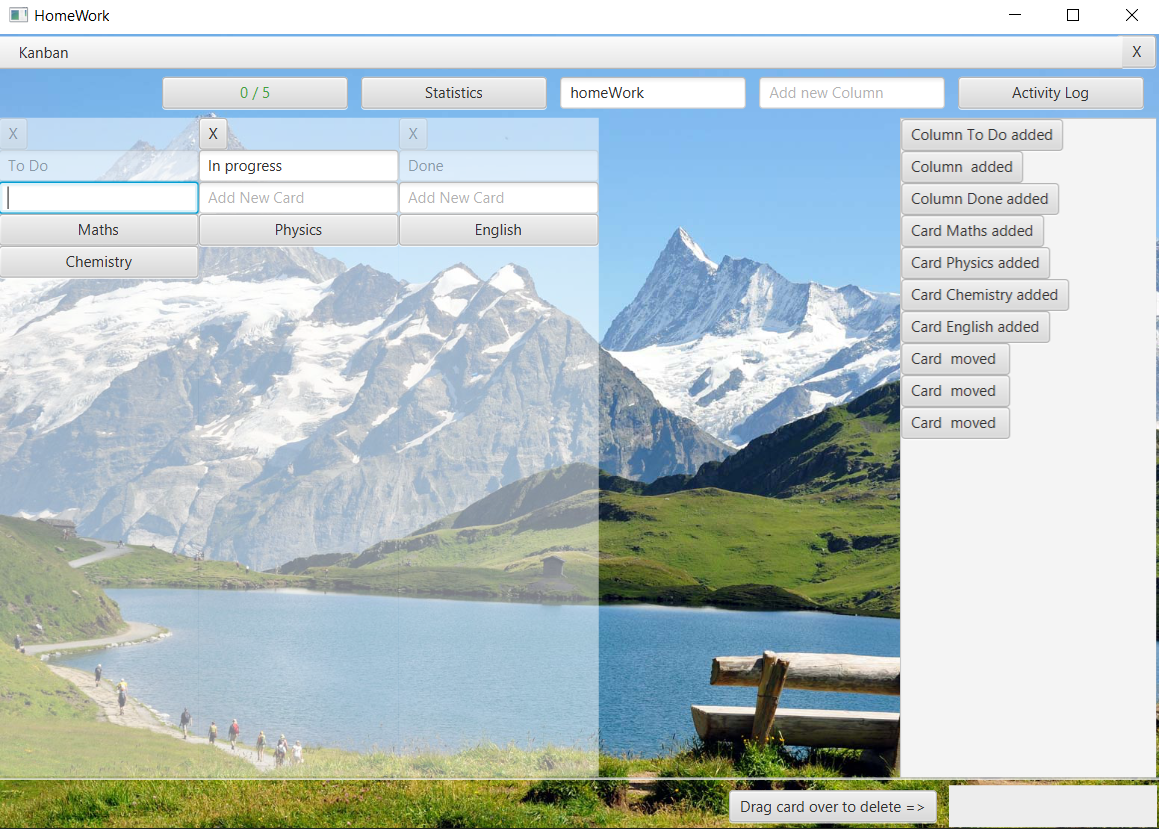 HomeWork
Kanban
X
0 / 5
Statistics
homeWork
Add new Column
Activity Log
X
X
X
To Do
In progress
Done
Add New Card
Add New Card
Maths
Physics
English
Chemistry
Column To Do added
Column  added
Column Done added
Card Maths added
Card Physics added
Card Chemistry added
Card English added
Card  moved
Card  moved
Card  moved
Drag card over to delete =>